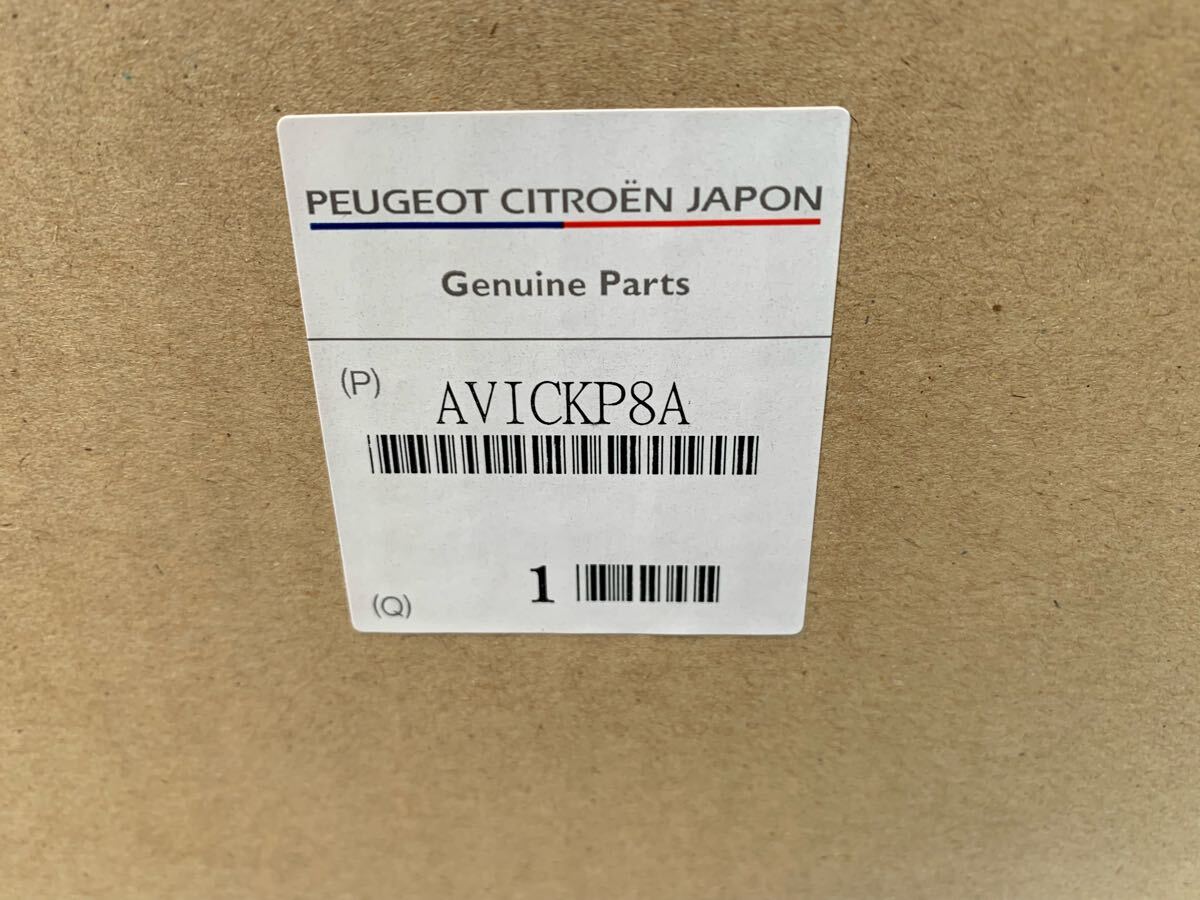 PEUGEOT CITROËN JAPON
Genuine Parts
(P) AVICKP8A
(Q) 1